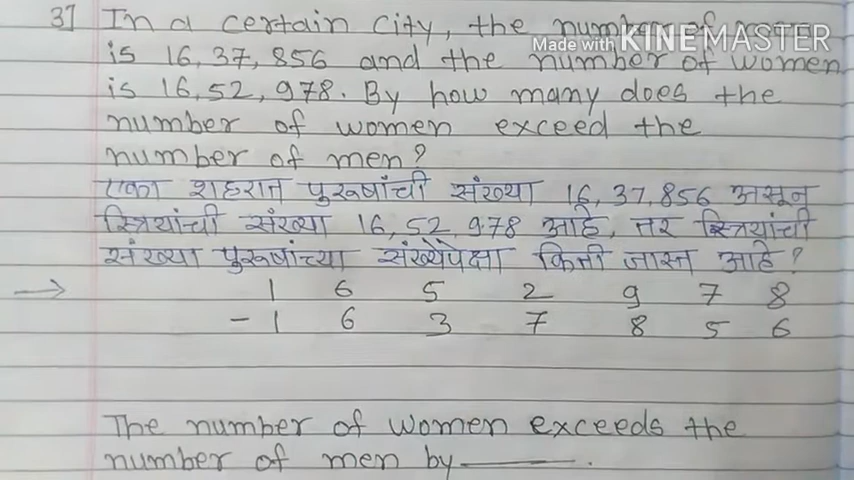 3] In a certain city, the number of
Made with KINEMASTER
is 16,37,856 and the number of women
is 16,52,978. By how many does the
number of women exceed the
number of men?
एका शहरात पुरूषांची संख्या 16,37,856 असून
स्त्रियांची संख्या 16,52,978 आहे, तर स्त्रियांची
संख्या पुरूषांच्या संख्येपेक्षा किती जास्त आहे?
→ 1 6 5 2 9 7 8
- 1 6 3 7 8 5 6
The number of women exceeds the
number of men by ———.